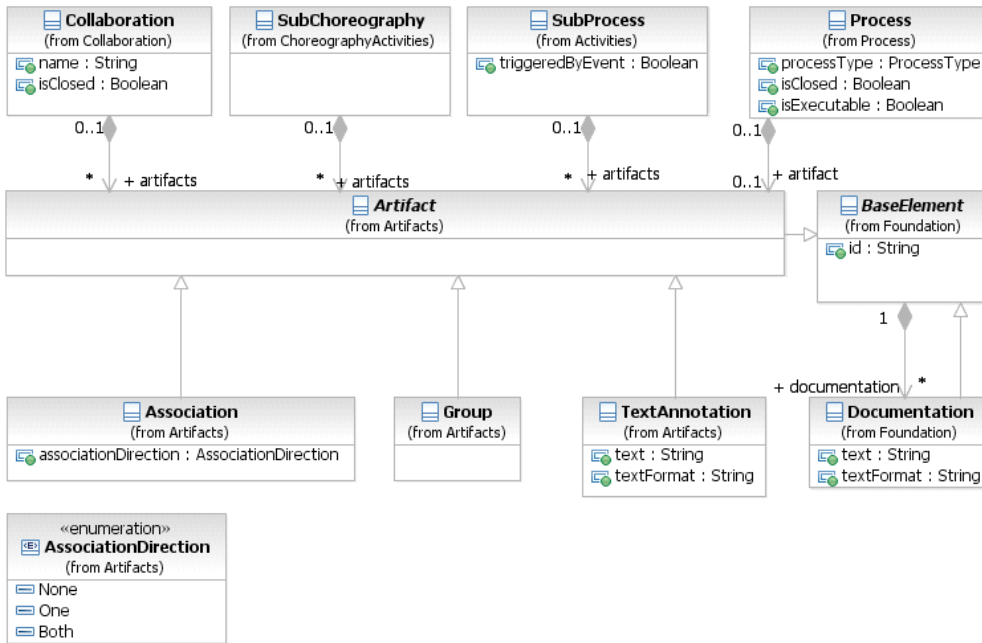 Collaboration
(from Collaboration)
name : String
isClosed : Boolean
SubChoreography
(from ChoreographyActivities)
SubProcess
(from Activities)
triggeredByEvent : Boolean
Process
(from Process)
processType : ProcessType
isClosed : Boolean
isExecutable : Boolean
0..1
* + artifacts
0..1
* + artifacts
0..1
* + artifacts
0..1
0..1 + artifact
Artifact
(from Artifacts)
BaseElement
(from Foundation)
id : String
1
+ documentation *
Association
(from Artifacts)
associationDirection : AssociationDirection
Group
(from Artifacts)
TextAnnotation
(from Artifacts)
text : String
textFormat : String
Documentation
(from Foundation)
text : String
textFormat : String
«enumeration»
<E> AssociationDirection
(from Artifacts)
None
One
Both